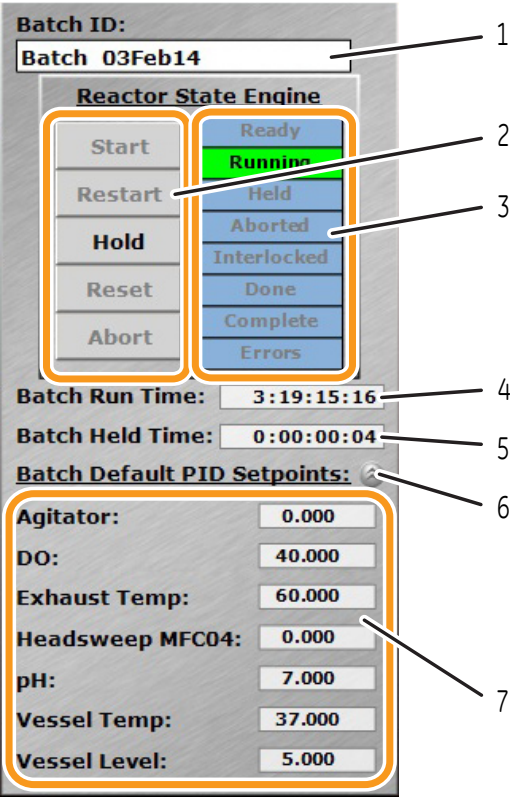 Batch ID:
1
Batch 03Feb14
Reactor State Engine
Start
Restart
Hold
Reset
Abort
2
Ready
Running
Held
Aborted
Interlocked
Done
Complete
Errors
3
Batch Run Time: 3:19:15:16
4
Batch Held Time: 0:00:00:04
5
Batch Default PID Setpoints:
6
Agitator: 0.000
DO: 40.000
Exhaust Temp: 60.000
Headsweep MFC04: 0.000
pH: 7.000
Vessel Temp: 37.000
Vessel Level: 5.000
7